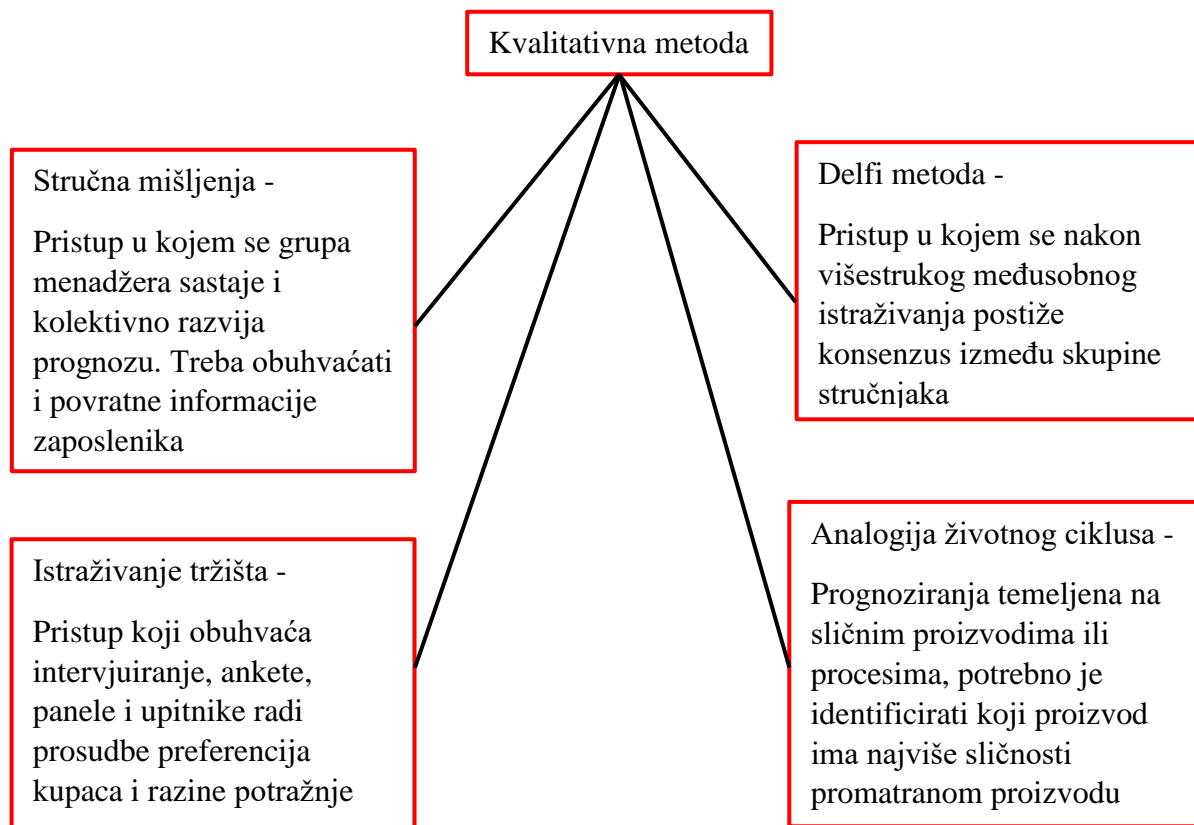 Kvalitativna metoda
Stručna mišljenja -
Pristup u kojem se grupa
menadžera sastaje i
kolektivno razvija
prognozu. Treba obuhvaćati
i povratne informacije
zaposlenika
Delfi metoda -
Pristup u kojem se nakon
višestrukog međusobnog
istraživanja postiže
konsenzus između skupine
stručnjaka
Istraživanje tržišta -
Pristup koji obuhvaća
intervjuiranje, ankete,
panele i upitnike radi
prosudbe preferencija
kupaca i razine potražnje
Analogija životnog ciklusa -
Prognoziranja temeljena na
sličnim proizvodima ili
procesima, potrebno je
identificirati koji proizvod
ima najviše sličnosti
promatranom proizvodu